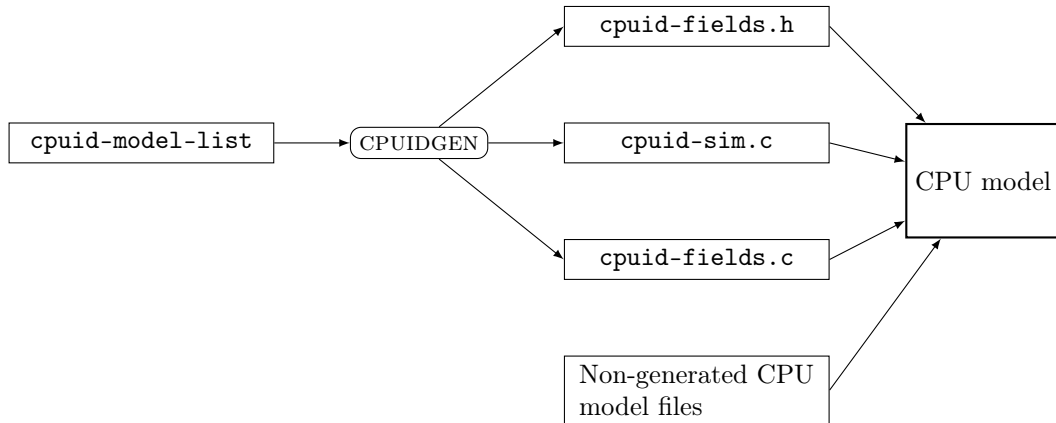 cpuid-fields.h
cpuid-model-list
CPUIDGEN
cpuid-sim.c
CPU model
cpuid-fields.c
Non-generated CPU
model files